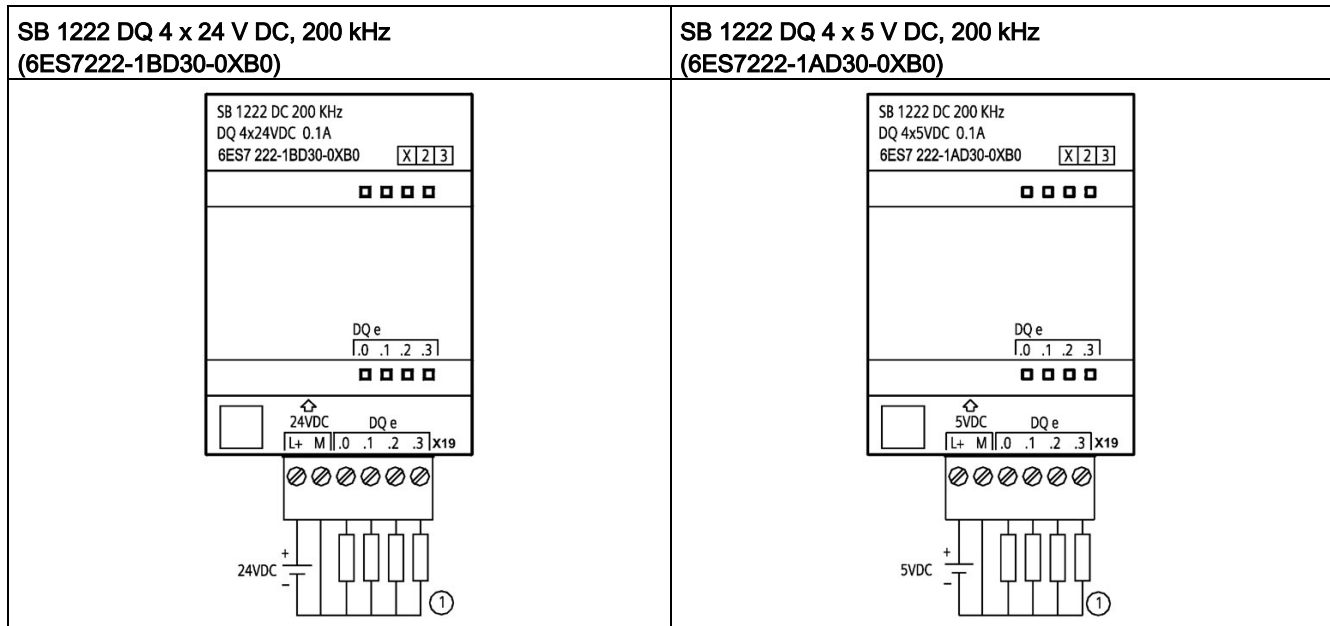 SB 1222 DQ 4 x 24 V DC, 200 kHz
(6ES7222-1BD30-0XB0)
SB 1222 DQ 4 x 5 V DC, 200 kHz
(6ES7222-1AD30-0XB0)
SB 1222 DC 200 KHz
DQ 4x24VDC 0.1A
6ES7 222-1BD30-0XB0 X 2 3
DQ e
.0 .1 .2 .3
24VDC DQ e
L+ M .0 .1 .2 .3 X19
+
24VDC
−
1
SB 1222 DC 200 KHz
DQ 4x5VDC 0.1A
6ES7 222-1AD30-0XB0 X 2 3
DQ e
.0 .1 .2 .3
5VDC DQ e
L+ M .0 .1 .2 .3 X19
+
5VDC
−
1